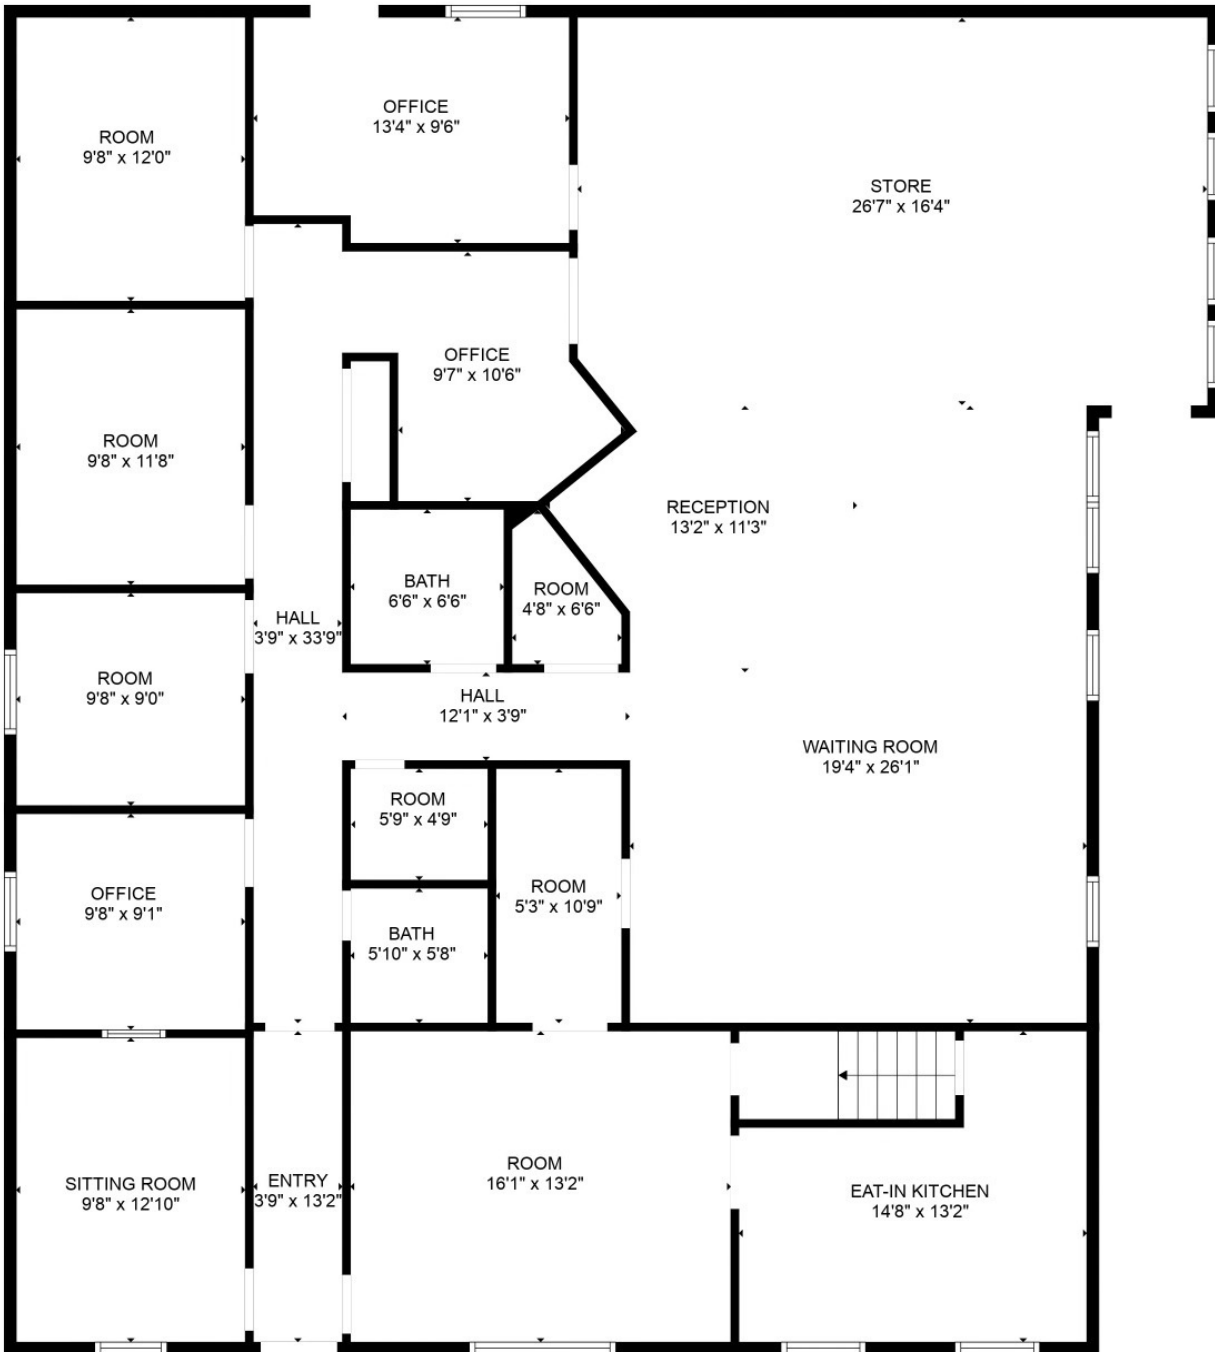 OFFICE
13'4" x 9'6"
ROOM
9'8" x 12'0"
STORE
26'7" x 16'4"
OFFICE
9'7" x 10'6"
ROOM
9'8" x 11'8"
RECEPTION
13'2" x 11'3"
BATH
6'6" x 6'6"
ROOM
4'8" x 6'6"
HALL
3'9" x 33'9"
ROOM
9'8" x 9'0"
HALL
12'1" x 3'9"
WAITING ROOM
19'4" x 26'1"
ROOM
5'9" x 4'9"
OFFICE
9'8" x 9'1"
ROOM
5'3" x 10'9"
BATH
5'10" x 5'8"
SITTING ROOM
9'8" x 12'10"
ENTRY
3'9" x 13'2"
ROOM
16'1" x 13'2"
EAT-IN KITCHEN
14'8" x 13'2"